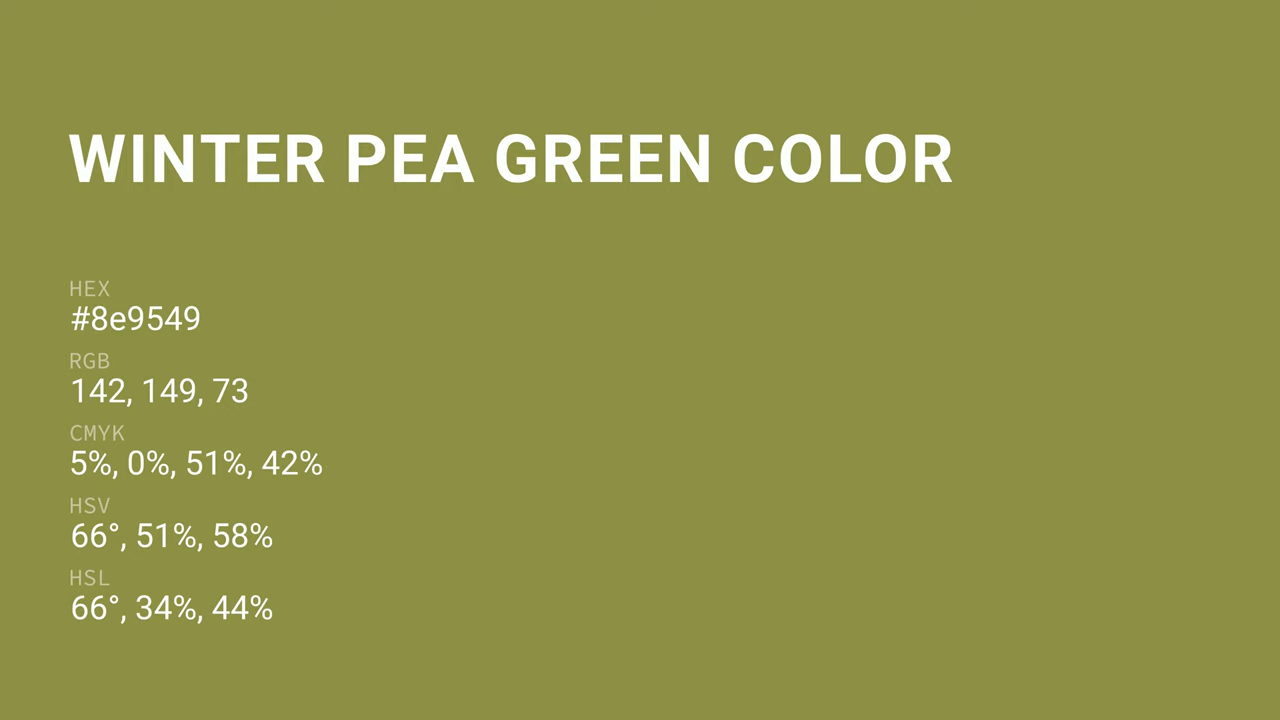 WINTER PEA GREEN COLOR
HEX
#8e9549
RGB
142, 149, 73
CMYK
5%, 0%, 51%, 42%
HSV
66°, 51%, 58%
HSL
66°, 34%, 44%